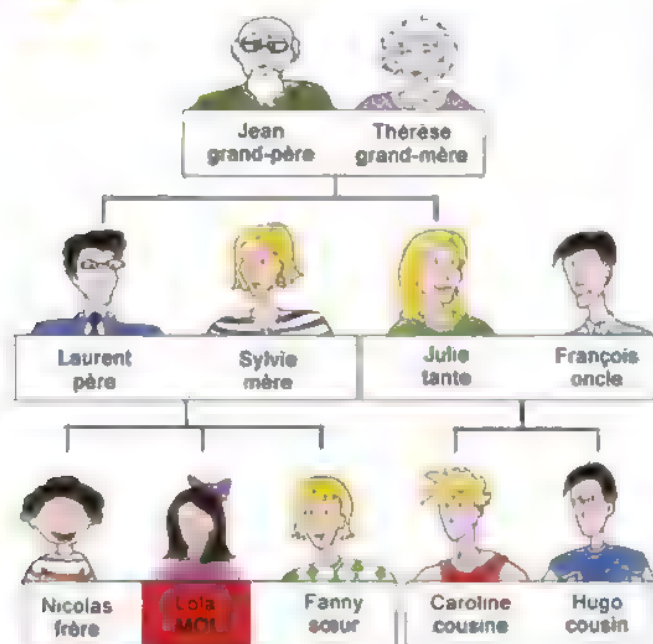 Jean
grand-père
Thérèse
grand-mère
Laurent
père
Sylvie
mère
Julie
tante
François
oncle
Nicolas
frère
Lola
MOI
Fanny
sœur
Caroline
cousine
Hugo
cousin